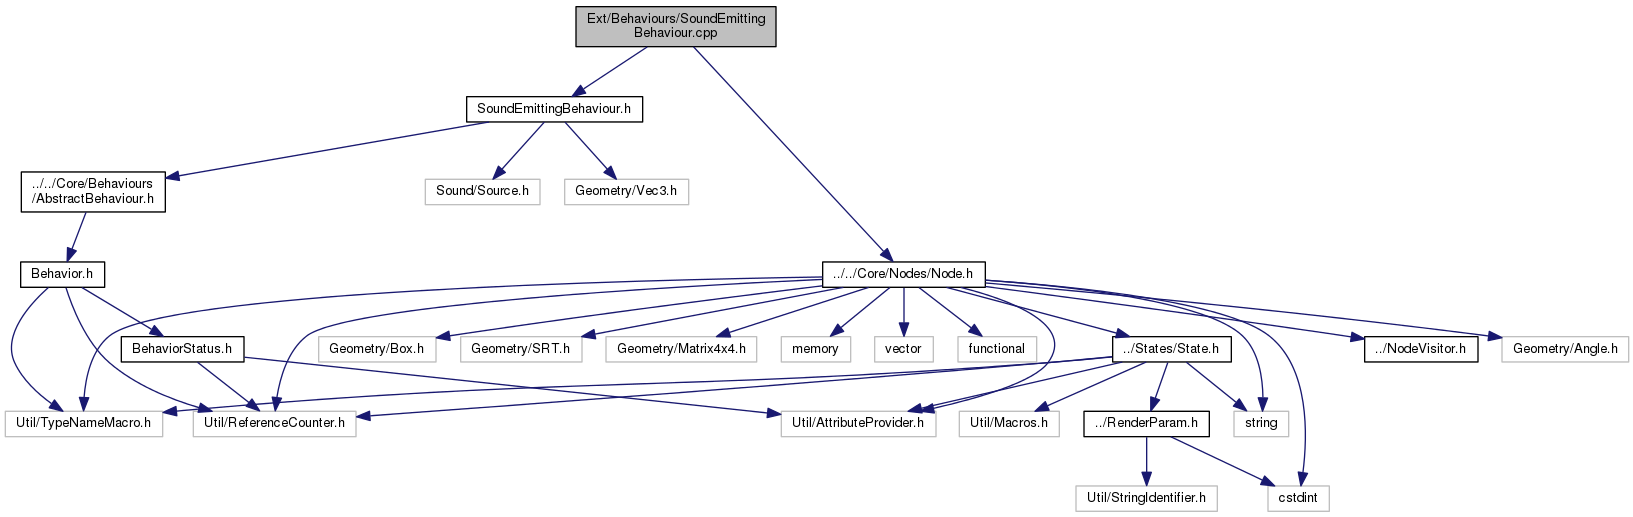 Ext/Behaviours/SoundEmitting
Behaviour.cpp
SoundEmittingBehaviour.h
../../Core/Behaviours
/AbstractBehaviour.h
Sound/Source.h
Geometry/Vec3.h
Behavior.h
../../Core/Nodes/Node.h
BehaviorStatus.h
Geometry/Box.h
Geometry/SRT.h
Geometry/Matrix4x4.h
memory
vector
functional
../States/State.h
../NodeVisitor.h
Geometry/Angle.h
Util/TypeNameMacro.h
Util/ReferenceCounter.h
Util/AttributeProvider.h
Util/Macros.h
../RenderParam.h
string
Util/StringIdentifier.h
cstdint